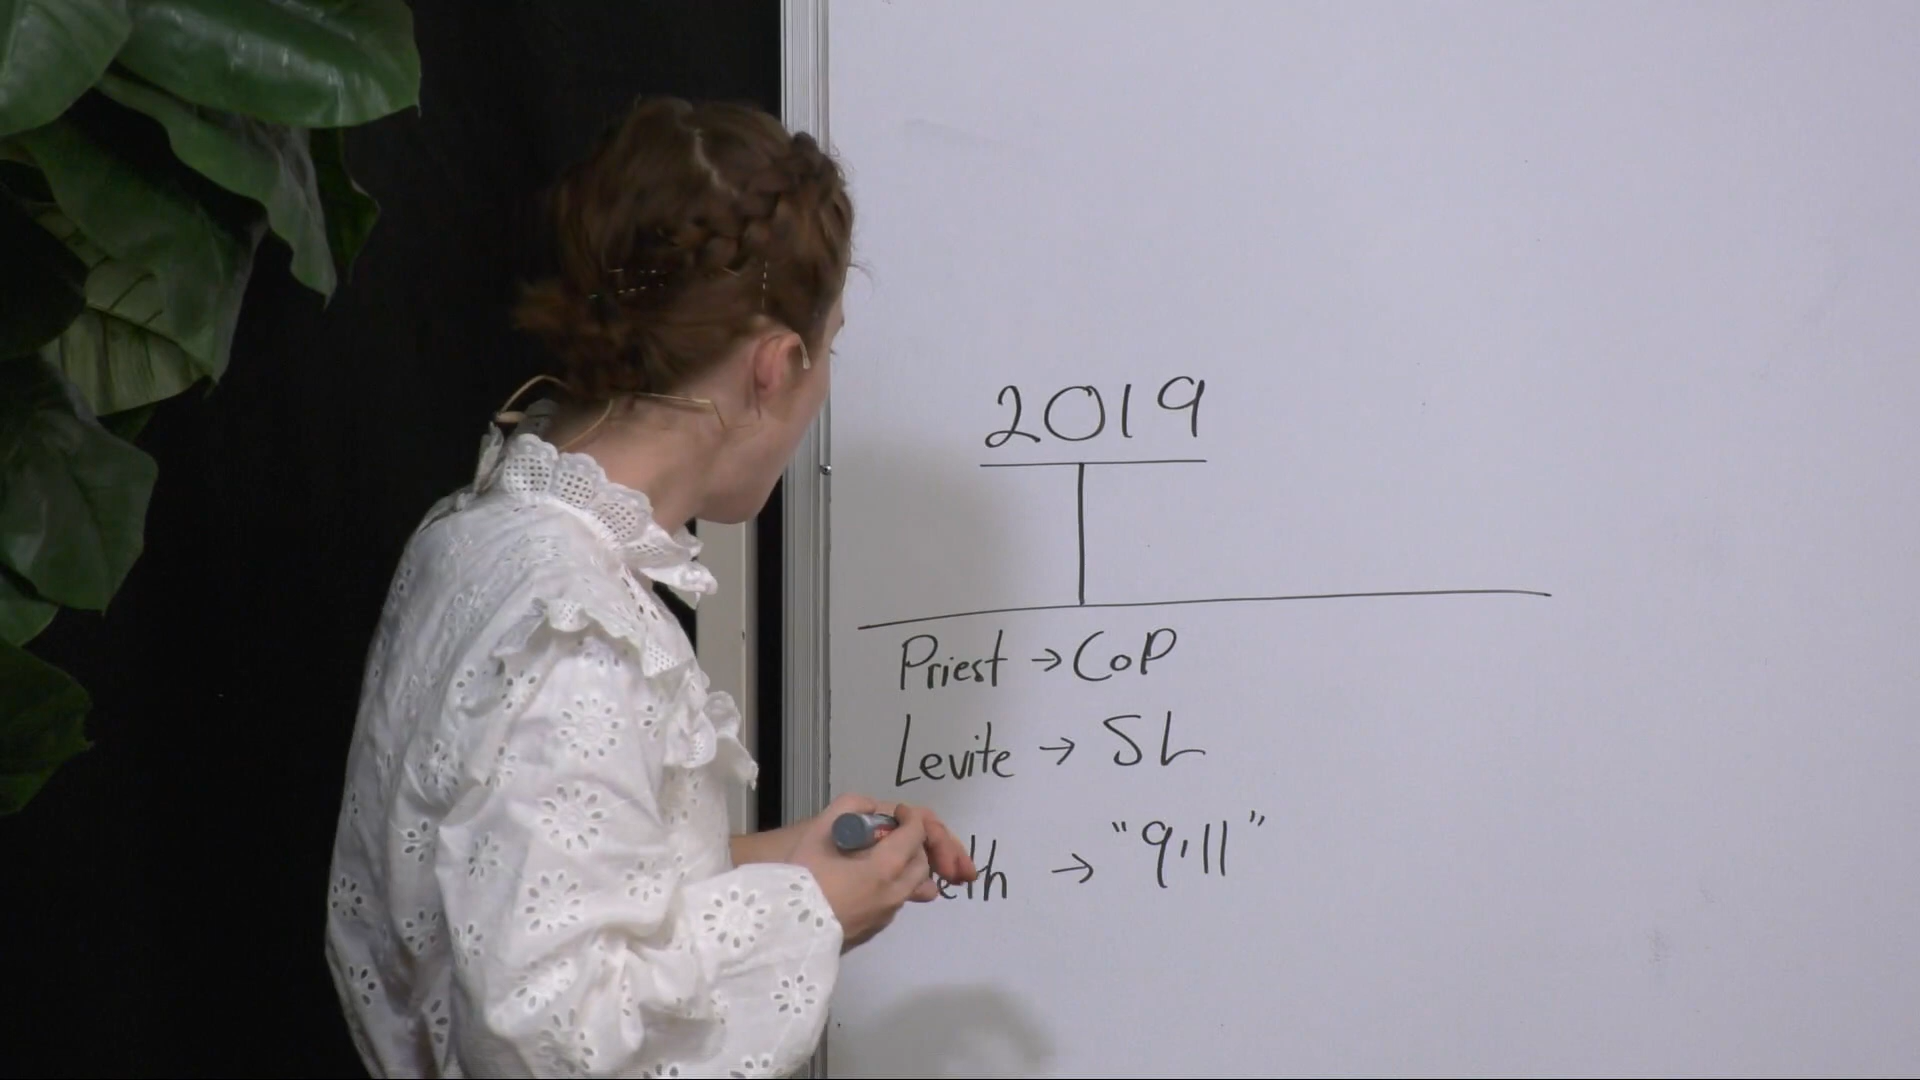 2019
Priest → CoP
Levite → SL
→ "9.11"